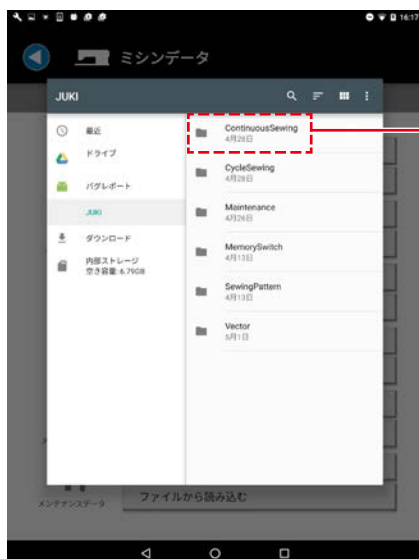 16:17
ミシンデータ
JUKI
最近
ドライブ
バグレポート
JUKI
ダウンロード
内部ストレージ
空き容量: 6.79GB
ContinuousSewing
4月28日
CycleSewing
4月28日
Maintenance
4月26日
MemorySwitch
4月13日
SewingPattern
4月13日
Vector
5月1日
メンテナンスデータ
ファイルから読み込む